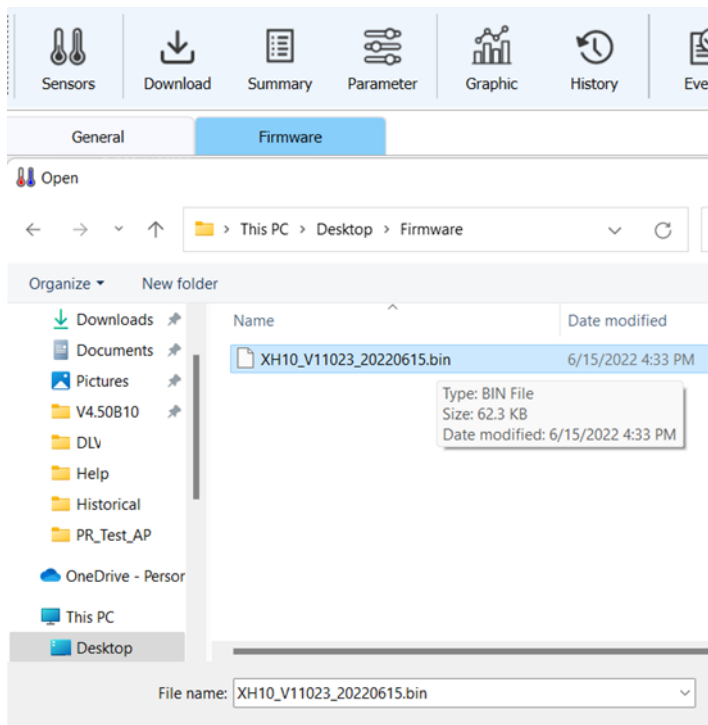 Sensors Download Summary Parameter Graphic History Eve
General Firmware
Open
This PC > Desktop > Firmware
Organize New folder
Downloads
Documents
Pictures
V4.50B10
DLV
Help
Historical
PR_Test_AP
OneDrive - Persor
This PC
Desktop
Name Date modified
XH10_V11023_20220615.bin 6/15/2022 4:33 PM
Type: BIN File
Size: 62.3 KB
Date modified: 6/15/2022 4:33 PM
File name: XH10_V11023_20220615.bin